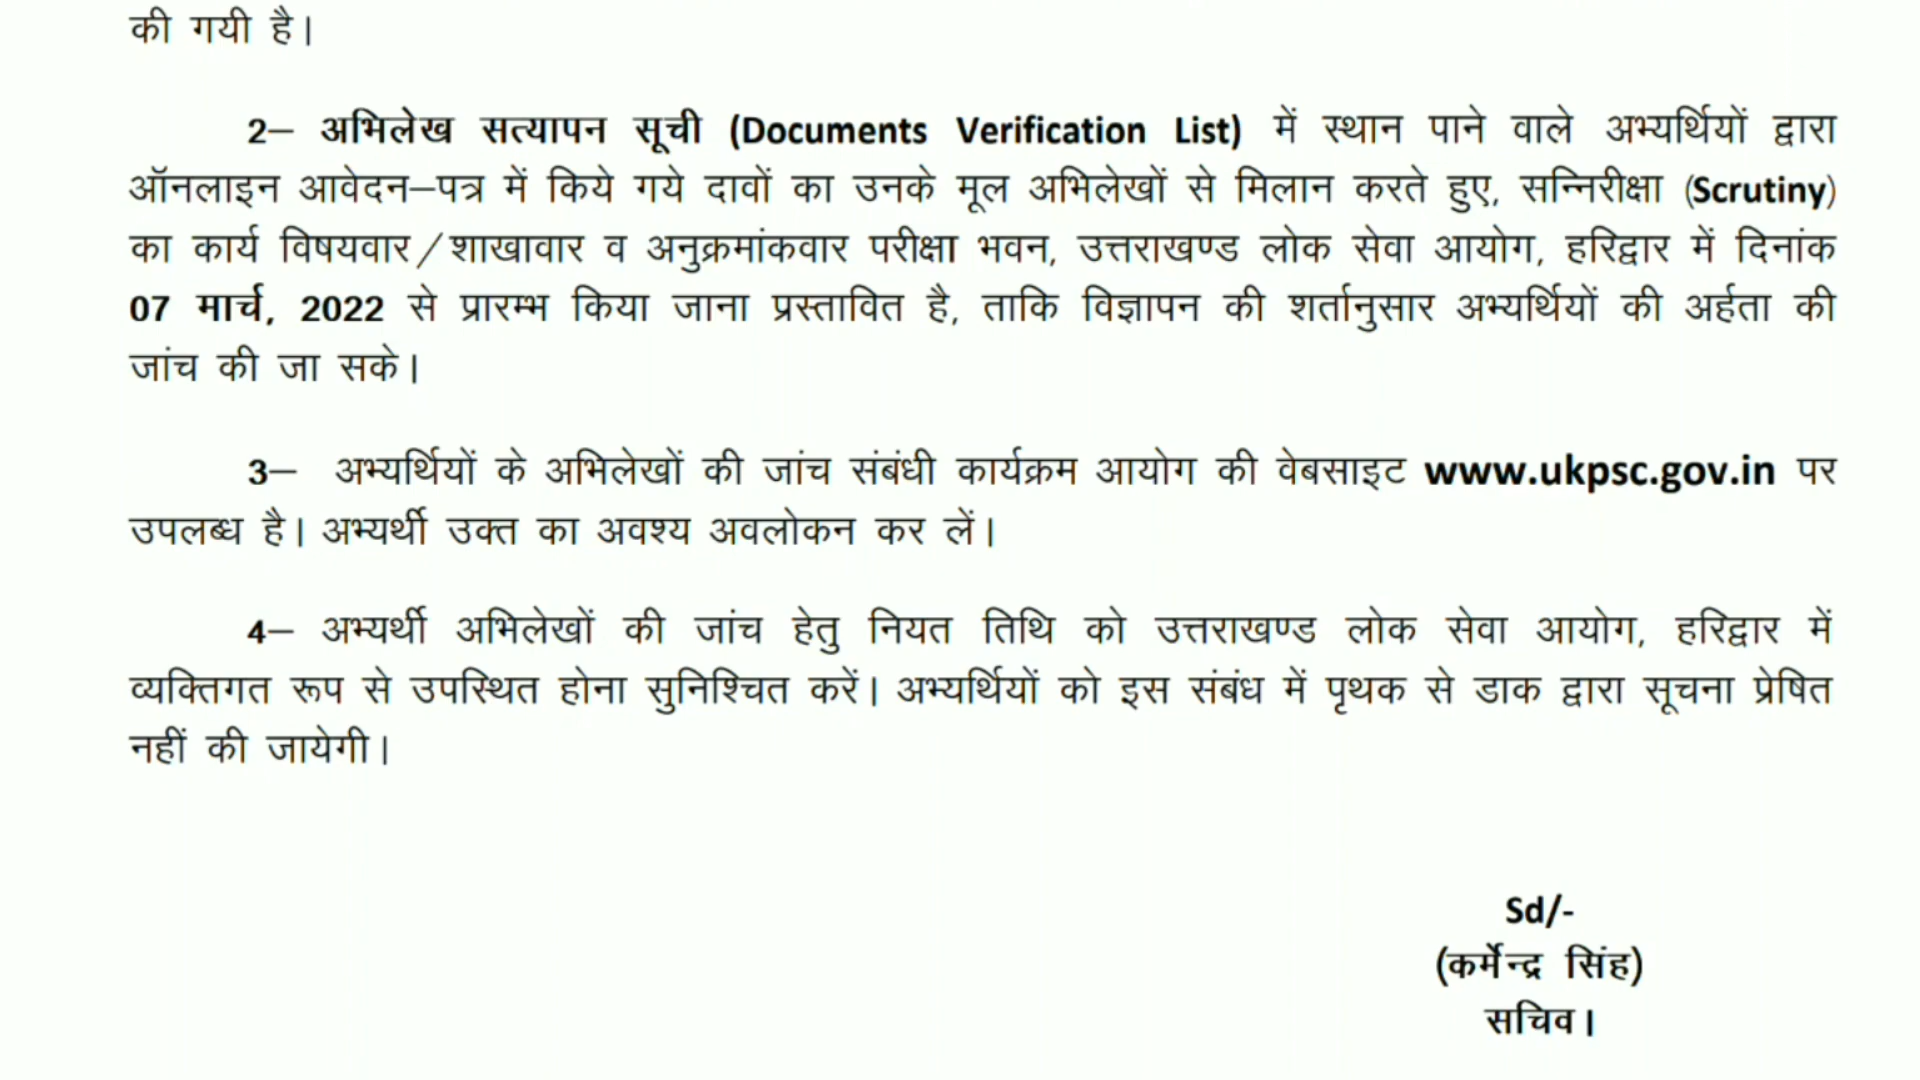 की गयी है।
2– अभिलेख सत्यापन सूची (Documents Verification List) में स्थान पाने वाले अभ्यर्थियों द्वारा
ऑनलाइन आवेदन–पत्र में किये गये दावों का उनके मूल अभिलेखों से मिलान करते हुए, सन्निरीक्षा (Scrutiny)
का कार्य विषयवार/शाखावार व अनुक्रमांकवार परीक्षा भवन, उत्तराखण्ड लोक सेवा आयोग, हरिद्वार में दिनांक
07 मार्च, 2022 से प्रारम्भ किया जाना प्रस्तावित है, ताकि विज्ञापन की शर्तानुसार अभ्यर्थियों की अर्हता की
जांच की जा सके।
3– अभ्यर्थियों के अभिलेखों की जांच संबंधी कार्यक्रम आयोग की वेबसाइट www.ukpsc.gov.in पर
उपलब्ध है। अभ्यर्थी उक्त का अवश्य अवलोकन कर लें।
4– अभ्यर्थी अभिलेखों की जांच हेतु नियत तिथि को उत्तराखण्ड लोक सेवा आयोग, हरिद्वार में
व्यक्तिगत रूप से उपस्थित होना सुनिश्चित करें। अभ्यर्थियों को इस संबंध में पृथक से डाक द्वारा सूचना प्रेषित
नहीं की जायेगी।
Sd/-
(कर्मेन्द्र सिंह)
सचिव।